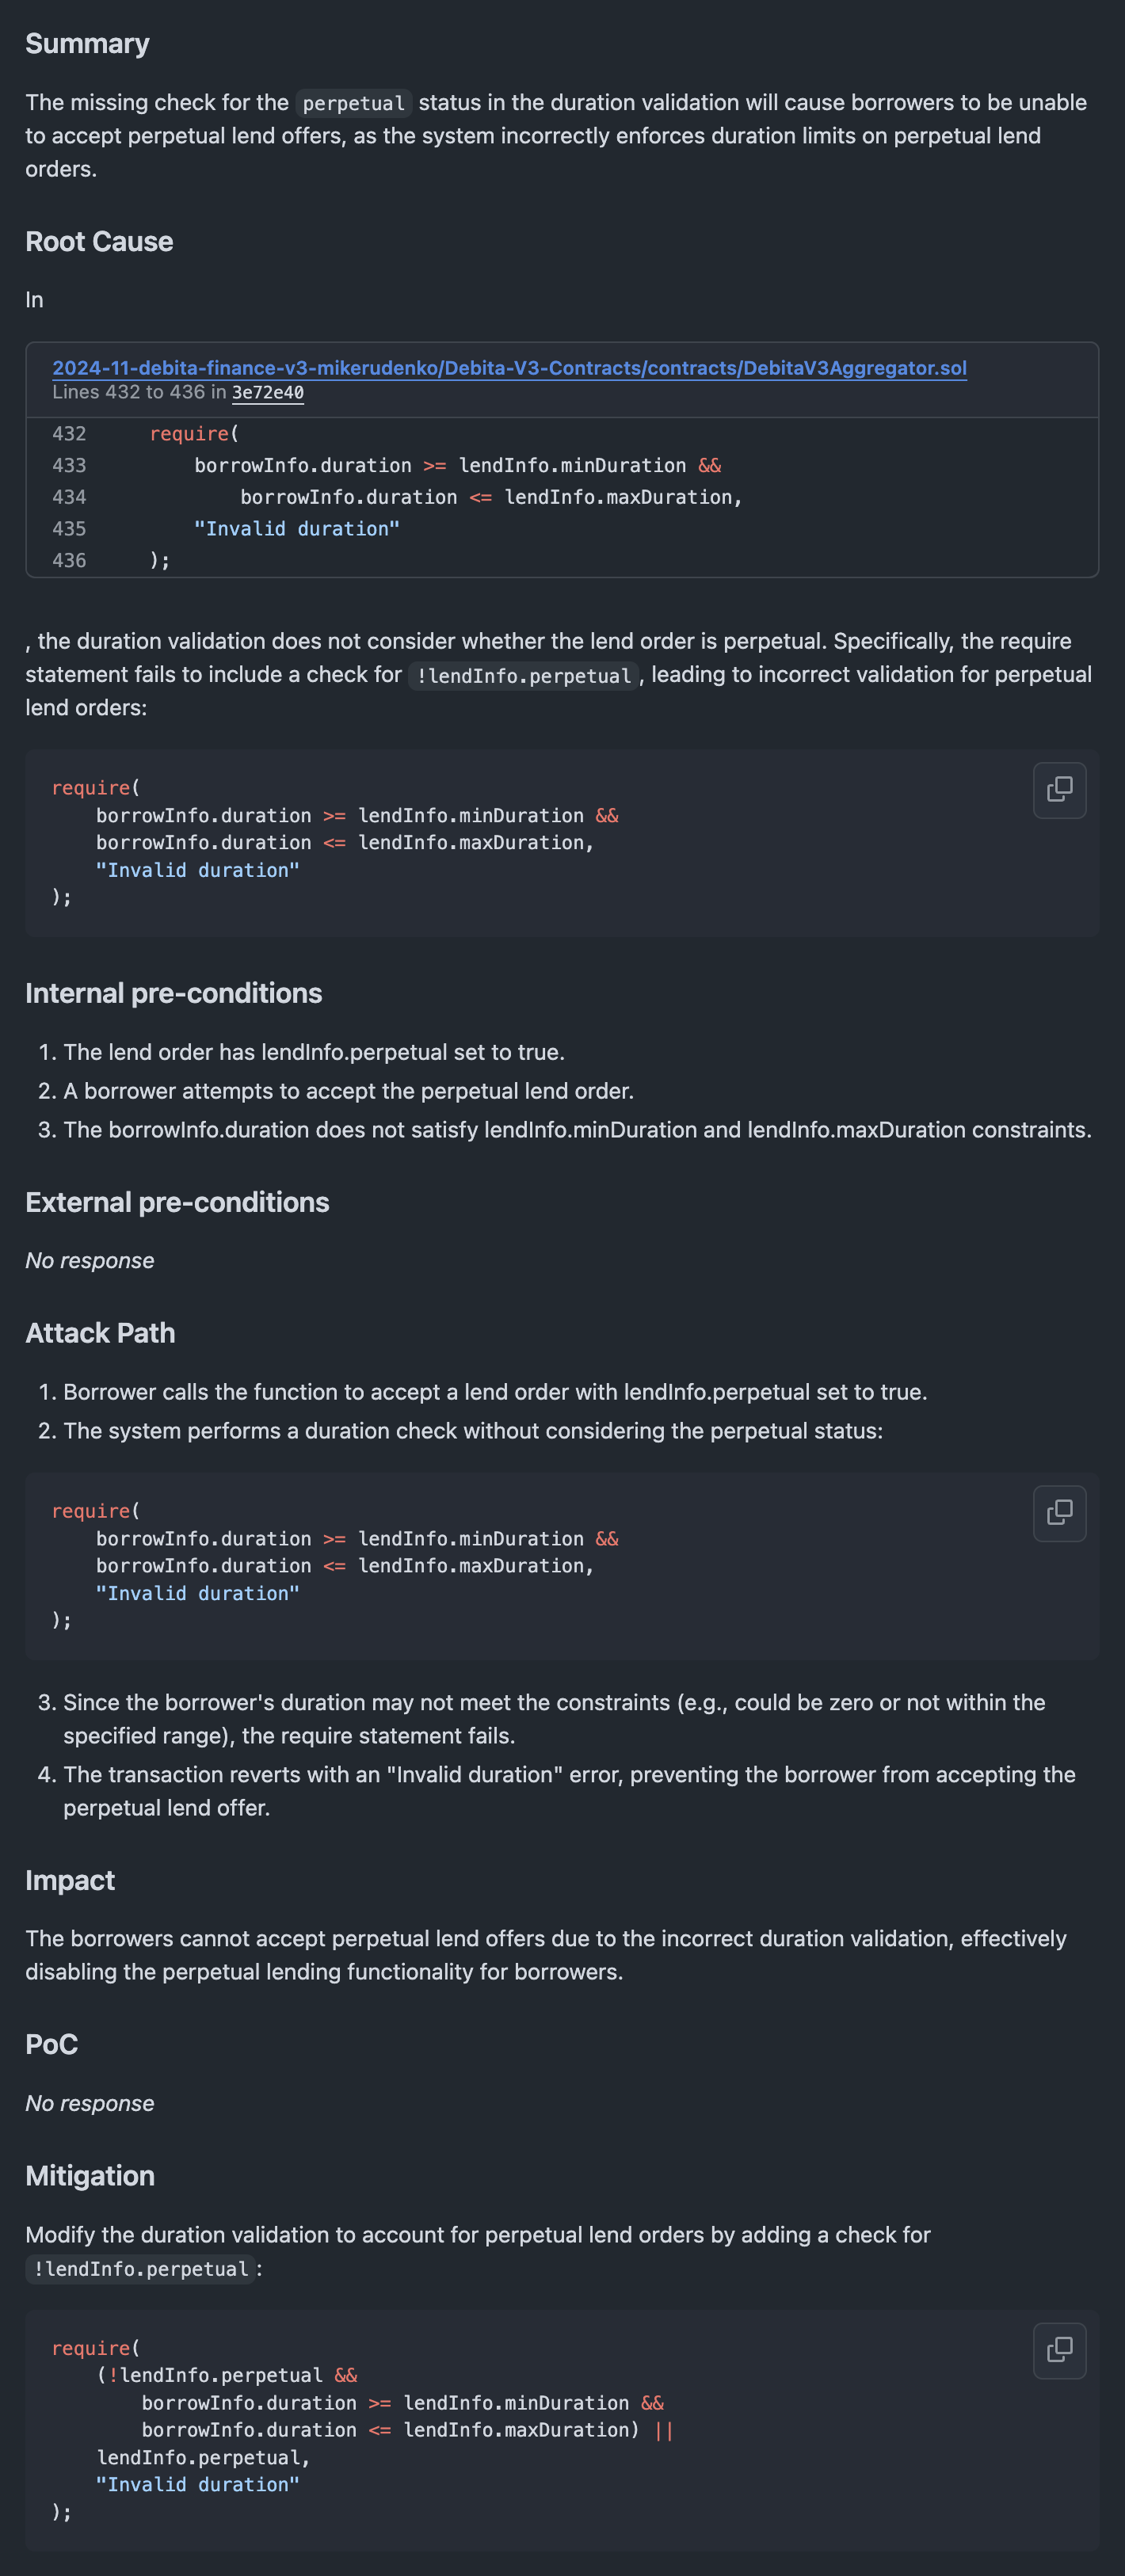 Summary
The missing check for the perpetual status in the duration validation will cause borrowers to be unable
to accept perpetual lend offers, as the system incorrectly enforces duration limits on perpetual lend
orders.
Root Cause
In
2024-11-debita-finance-v3-mikerudenko/Debita-V3-Contracts/contracts/DebitaV3Aggregator.sol
Lines 432 to 436 in 3e72e40
432 require(
433 borrowInfo.duration >= lendInfo.minDuration &&
434 borrowInfo.duration <= lendInfo.maxDuration,
435 "Invalid duration"
436 );
, the duration validation does not consider whether the lend order is perpetual. Specifically, the require
statement fails to include a check for !lendInfo.perpetual, leading to incorrect validation for perpetual
lend orders:
require(
borrowInfo.duration >= lendInfo.minDuration &&
borrowInfo.duration <= lendInfo.maxDuration,
"Invalid duration"
);
Internal pre-conditions
1. The lend order has lendInfo.perpetual set to true.
2. A borrower attempts to accept the perpetual lend order.
3. The borrowInfo.duration does not satisfy lendInfo.minDuration and lendInfo.maxDuration constraints.
External pre-conditions
No response
Attack Path
1. Borrower calls the function to accept a lend order with lendInfo.perpetual set to true.
2. The system performs a duration check without considering the perpetual status:
require(
borrowInfo.duration >= lendInfo.minDuration &&
borrowInfo.duration <= lendInfo.maxDuration,
"Invalid duration"
);
3. Since the borrower's duration may not meet the constraints (e.g., could be zero or not within the
specified range), the require statement fails.
4. The transaction reverts with an "Invalid duration" error, preventing the borrower from accepting the
perpetual lend offer.
Impact
The borrowers cannot accept perpetual lend offers due to the incorrect duration validation, effectively
disabling the perpetual lending functionality for borrowers.
PoC
No response
Mitigation
Modify the duration validation to account for perpetual lend orders by adding a check for
!lendInfo.perpetual:
require(
(!lendInfo.perpetual &&
borrowInfo.duration >= lendInfo.minDuration &&
borrowInfo.duration <= lendInfo.maxDuration) ||
lendInfo.perpetual,
"Invalid duration"
);